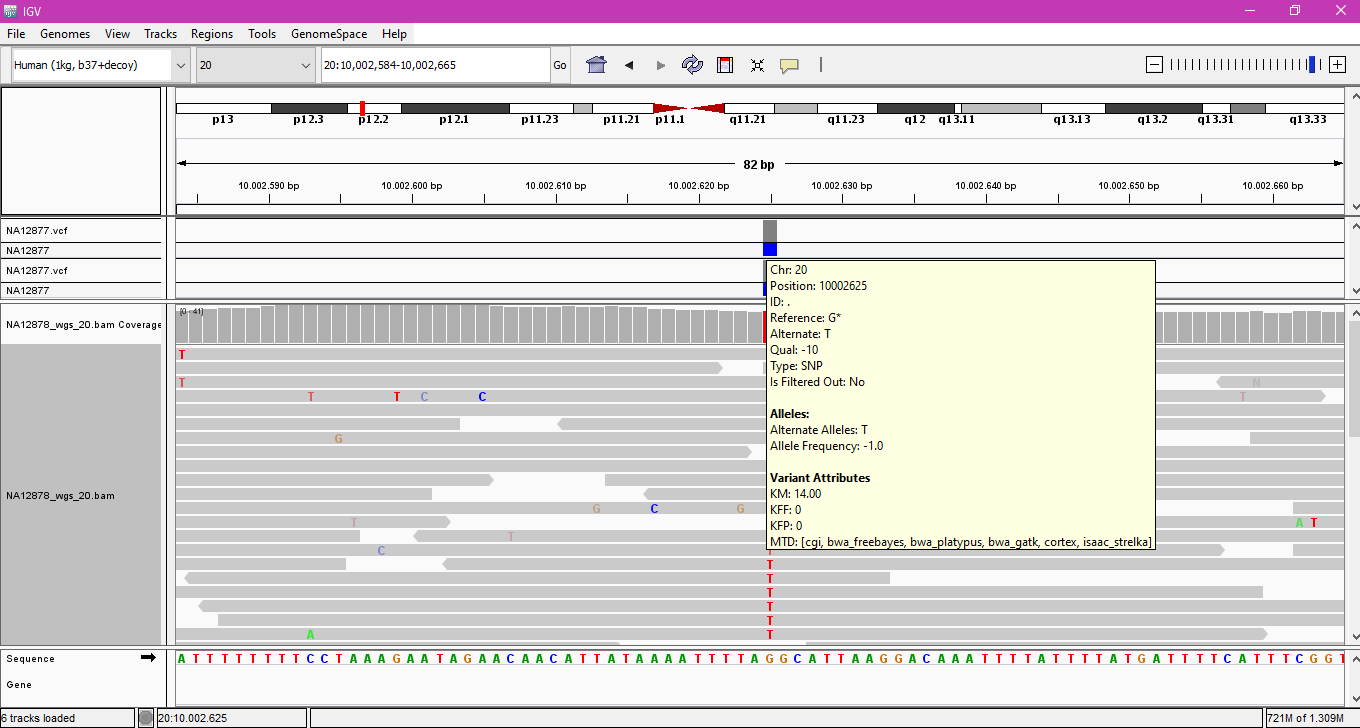 IGV
File Genomes View Tracks Regions Tools GenomeSpace Help
Human (1kg, b37+decoy) 20 20:10,002,584-10,002,665 Go
p13 p12.3 p12.2 p12.1 p11.23 p11.21 p11.1 q11.21 q11.23 q12 q13.11 q13.13 q13.2 q13.31 q13.33
82 bp
10.002.590 bp 10.002.600 bp 10.002.610 bp 10.002.620 bp 10.002.630 bp 10.002.640 bp 10.002.650 bp 10.002.660 bp
NA12877.vcf
NA12877
NA12877.vcf
NA12877
Chr: 20
Position: 10002625
ID: .
Reference: G*
Alternate: T
Qual: -10
Type: SNP
Is Filtered Out: No
Alleles:
Alternate Alleles: T
Allele Frequency: -1.0
Variant Attributes
KM: 14.00
KFF: 0
KFP: 0
MTD: [cgi, bwa_freebayes, bwa_platypus, bwa_gatk, cortex, isaac_strelka]
NA12878_wgs_20.bam Coverage
[0 - 41]
NA12878_wgs_20.bam
T
T N
T T C C T
G
G C G
T A T
T
C
T
T
T
T
T
A T
Sequence
A T T T T T T T T C C T A A A G A A T A G A A C A A C A T T A T A A A A T T T T A G G C A T T A A G G A C A A A T T T T A T T T T A T G A T T T T C A T T T C G G T
Gene
6 tracks loaded 20:10.002.625 721M of 1.309M